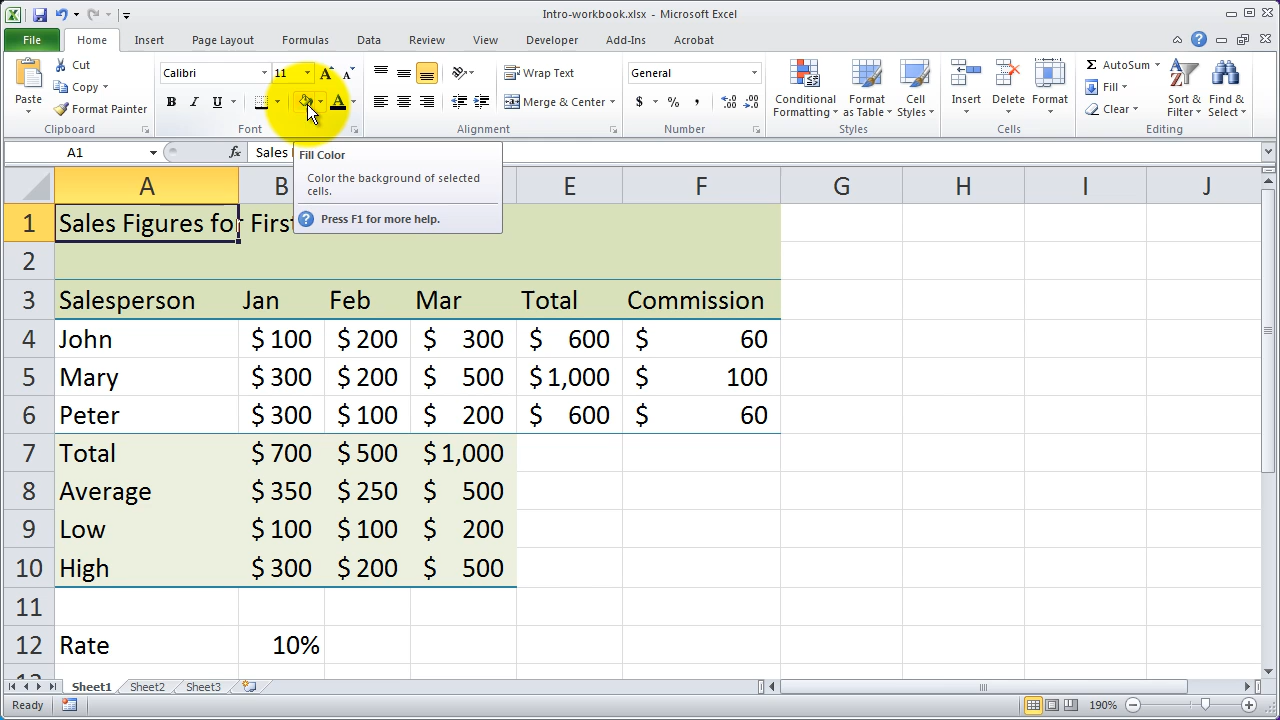 Intro-workbook.xlsx - Microsoft Excel
File Home Insert Page Layout Formulas Data Review View Developer Add-Ins Acrobat
Paste
Cut
Copy
Format Painter
Clipboard
Calibri 11
B I U A
Font
Wrap Text
Merge & Center
Alignment
General
$ % ,
Number
Conditional Formatting
Format as Table
Cell Styles
Styles
Insert Delete Format
Cells
AutoSum
Fill
Clear
Sort & Filter
Find & Select
Editing
A1 fx Sales
Fill Color
Color the background of selected
cells.
Press F1 for more help.
A B E F G H I J
1 Sales Figures for First
2
3 Salesperson Jan Feb Mar Total Commission
4 John $ 100 $ 200 $ 300 $ 600 $ 60
5 Mary $ 300 $ 200 $ 500 $ 1,000 $ 100
6 Peter $ 300 $ 100 $ 200 $ 600 $ 60
7 Total $ 700 $ 500 $ 1,000
8 Average $ 350 $ 250 $ 500
9 Low $ 100 $ 100 $ 200
10 High $ 300 $ 200 $ 500
11
12 Rate 10%
Sheet1 Sheet2 Sheet3
Ready 190%